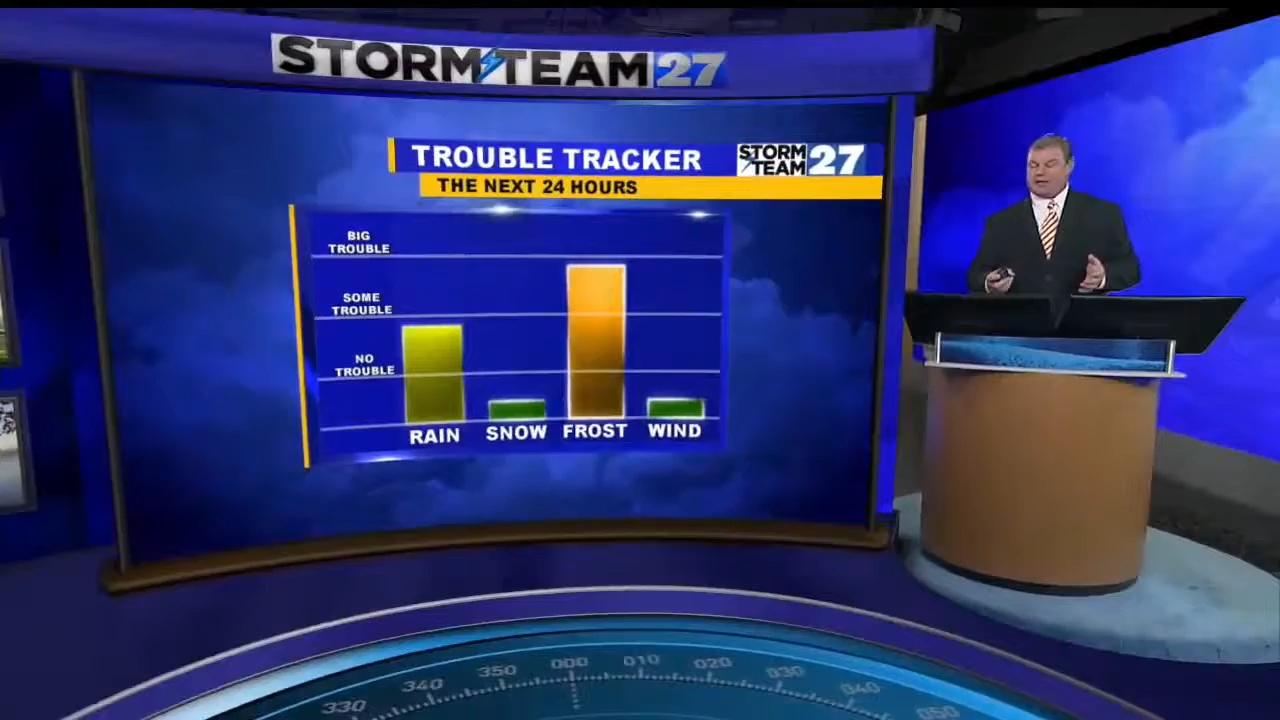 STORM TEAM 27
TROUBLE TRACKER
STORM TEAM 27
THE NEXT 24 HOURS
BIG
TROUBLE
SOME
TROUBLE
NO
TROUBLE
RAIN SNOW FROST WIND
330 340 350 000 010 020 030 040 050